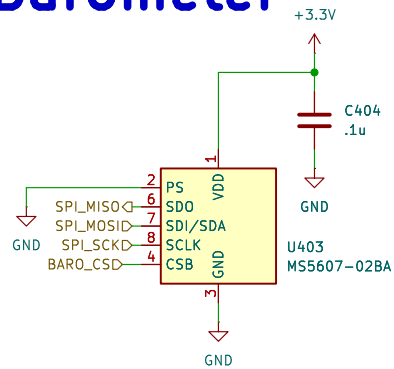 Barometer
+3.3V
C404
.1u
GND
1
VDD
2 PS
SPI_MISO 6 SDO
SPI_MOSI 7 SDI/SDA
SPI_SCK 8 SCLK
BARO_CS 4 CSB
GND
GND
3
U403
MS5607-02BA
GND